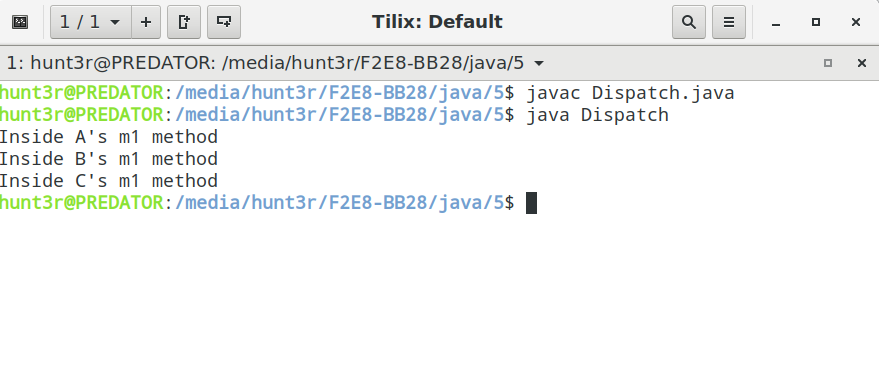 1 / 1
Tilix: Default
1: hunt3r@PREDATOR: /media/hunt3r/F2E8-BB28/java/5
hunt3r@PREDATOR:/media/hunt3r/F2E8-BB28/java/5$ javac Dispatch.java
hunt3r@PREDATOR:/media/hunt3r/F2E8-BB28/java/5$ java Dispatch
Inside A's m1 method
Inside B's m1 method
Inside C's m1 method
hunt3r@PREDATOR:/media/hunt3r/F2E8-BB28/java/5$